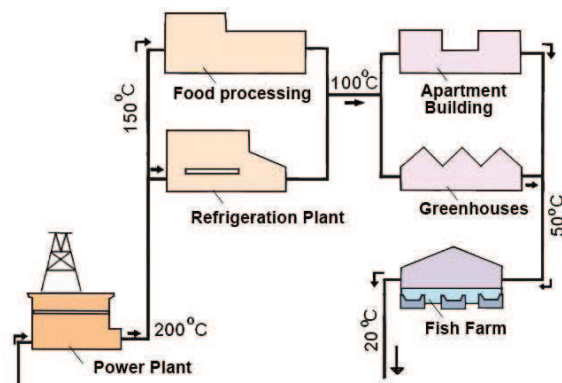 Food processing
150°C
100°C
Apartment
Building
Refrigeration Plant
Greenhouses
50°C
200°C
Power Plant
20°C
Fish Farm